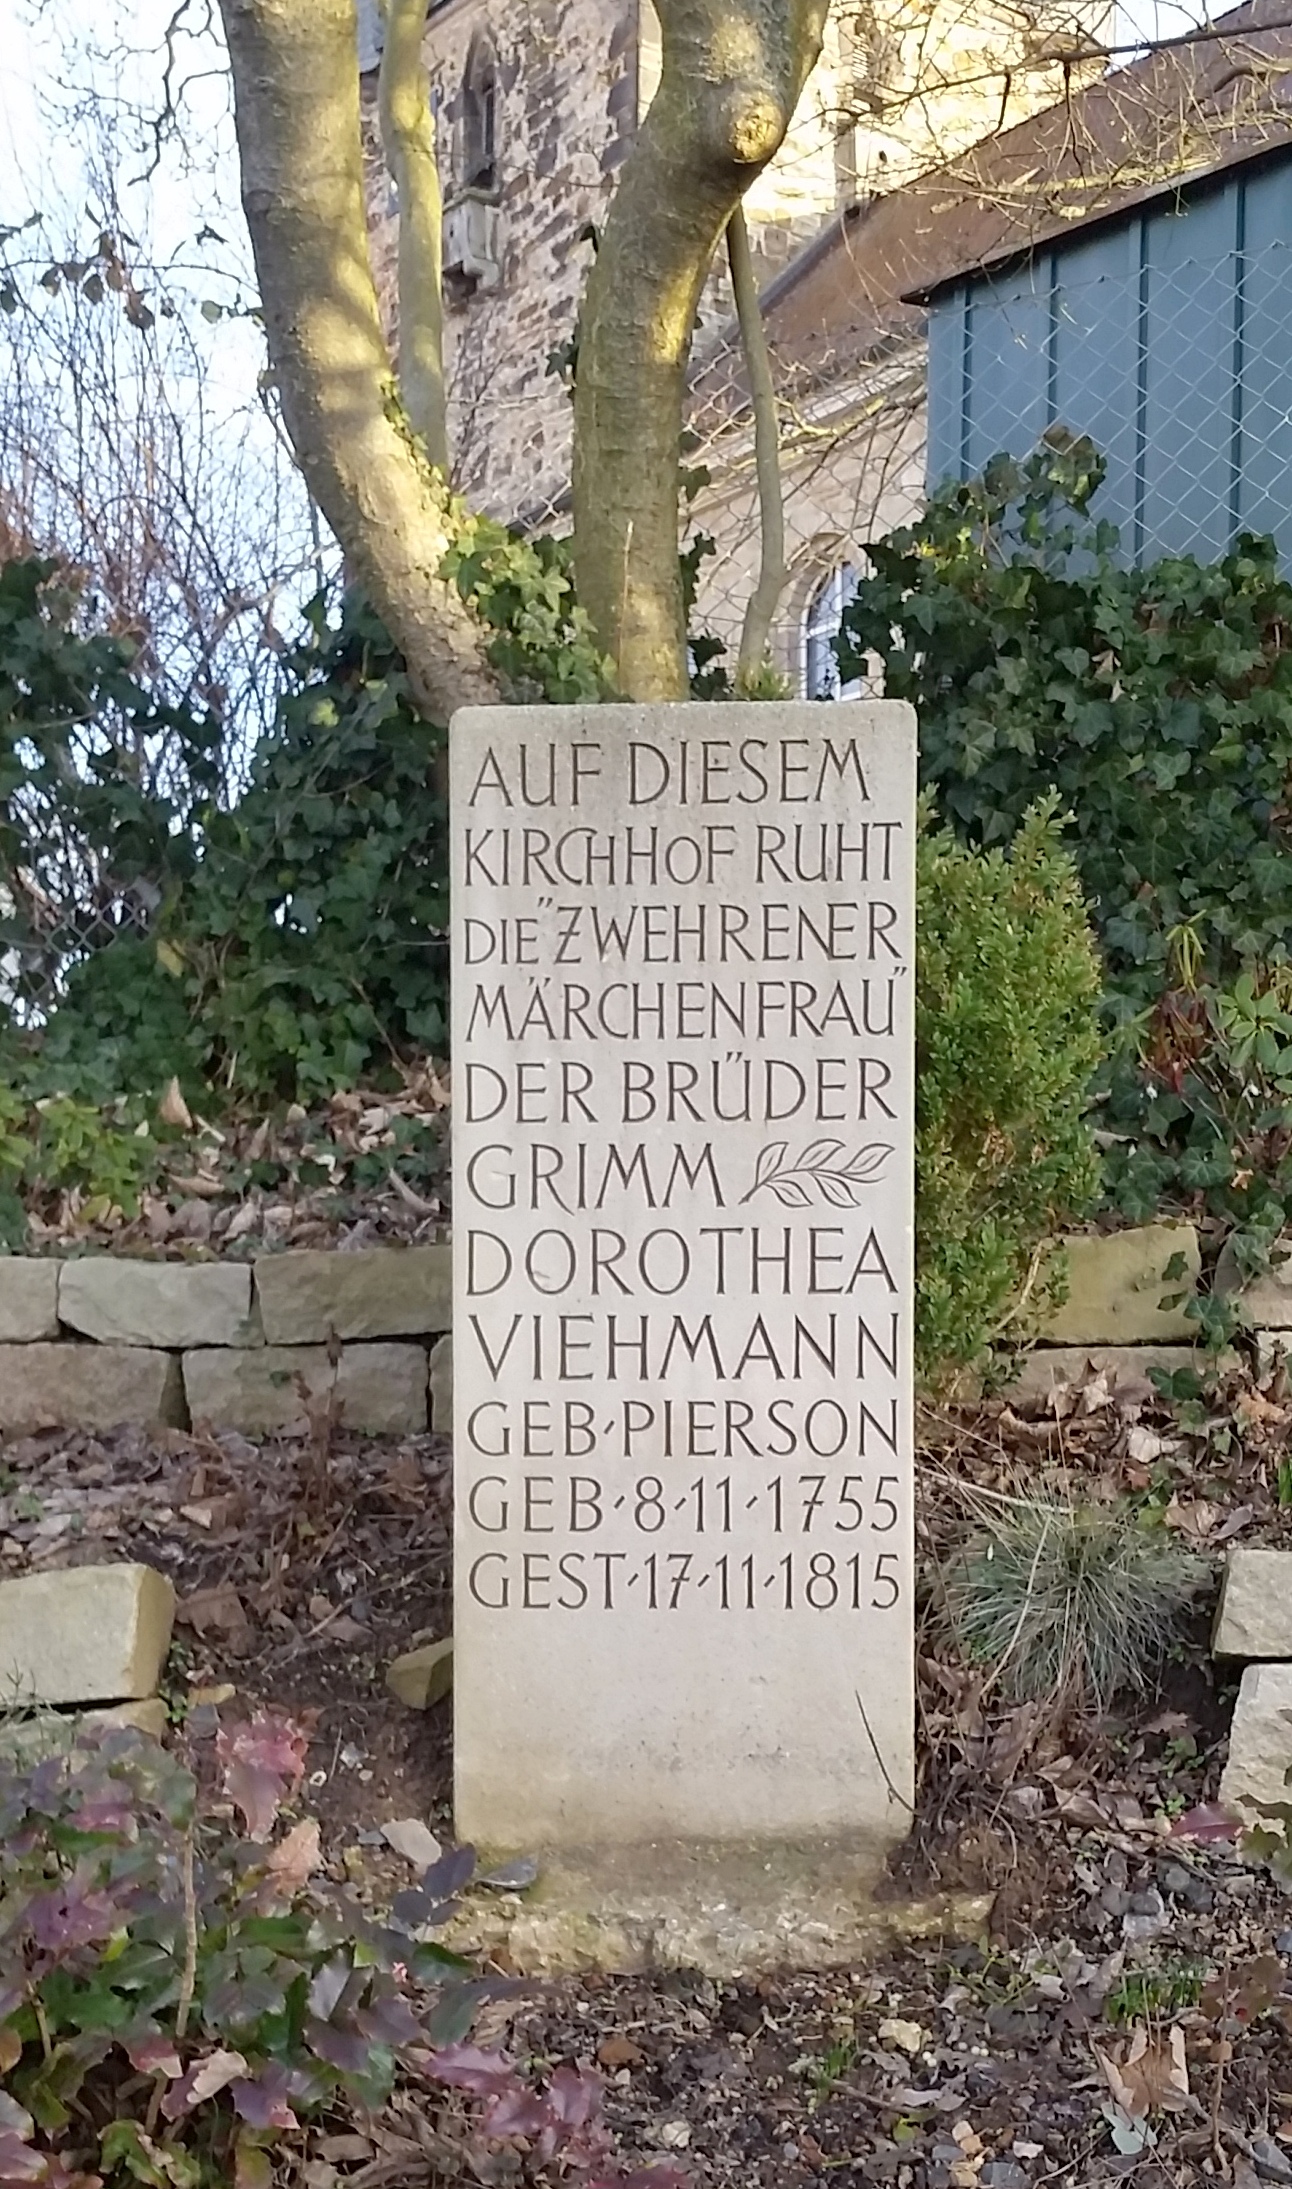 AUF DIESEM
KIRCHHOF RUHT
DIE "ZWEHRENER
MÄRCHENFRAU"
DER BRÜDER
GRIMM
DOROTHEA
VIEHMANN
GEB·PIERSON
GEB·8·11·1755
GEST·17·11·1815